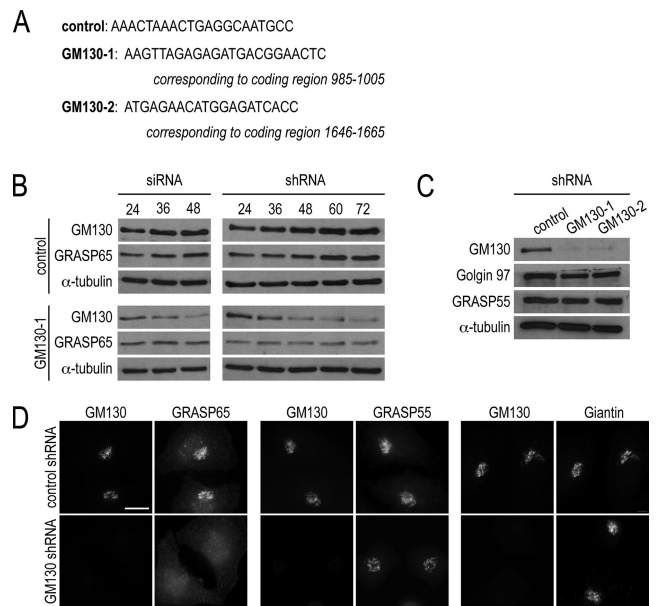 A
control: AAACTAAACTGAGGCAATGCC
GM130-1: AAGTTAGAGAGATGACGGAACTC
corresponding to coding region 985-1005
GM130-2: ATGAGAACATGGAGATCACC
corresponding to coding region 1646-1665
B
siRNA shRNA
24 36 48 24 36 48 60 72
control
GM130
GRASP65
α-tubulin
GM130-1
GM130
GRASP65
α-tubulin
C
shRNA
control GM130-1 GM130-2
GM130
Golgin 97
GRASP55
α-tubulin
D
GM130 GRASP65 GM130 GRASP55 GM130 Giantin
control shRNA
GM130 shRNA